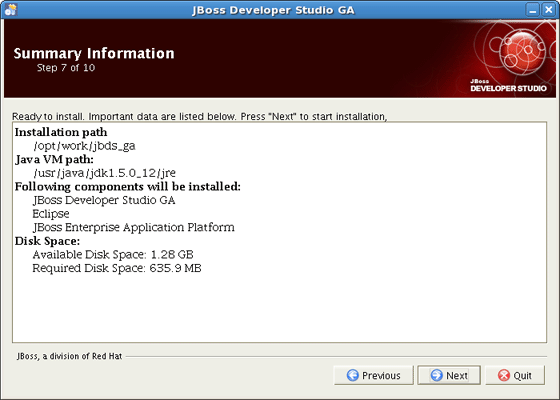 JBoss Developer Studio GA
Summary Information
Step 7 of 10
JBoss
DEVELOPER STUDIO
Ready to install. Important data are listed below. Press "Next" to start installation,
Installation path
/opt/work/jbds_ga
Java VM path:
/usr/java/jdk1.5.0_12/jre
Following components will be installed:
JBoss Developer Studio GA
Eclipse
JBoss Enterprise Application Platform
Disk Space:
Available Disk Space: 1.28 GB
Required Disk Space: 635.9 MB
JBoss, a division of Red Hat
Previous Next Quit